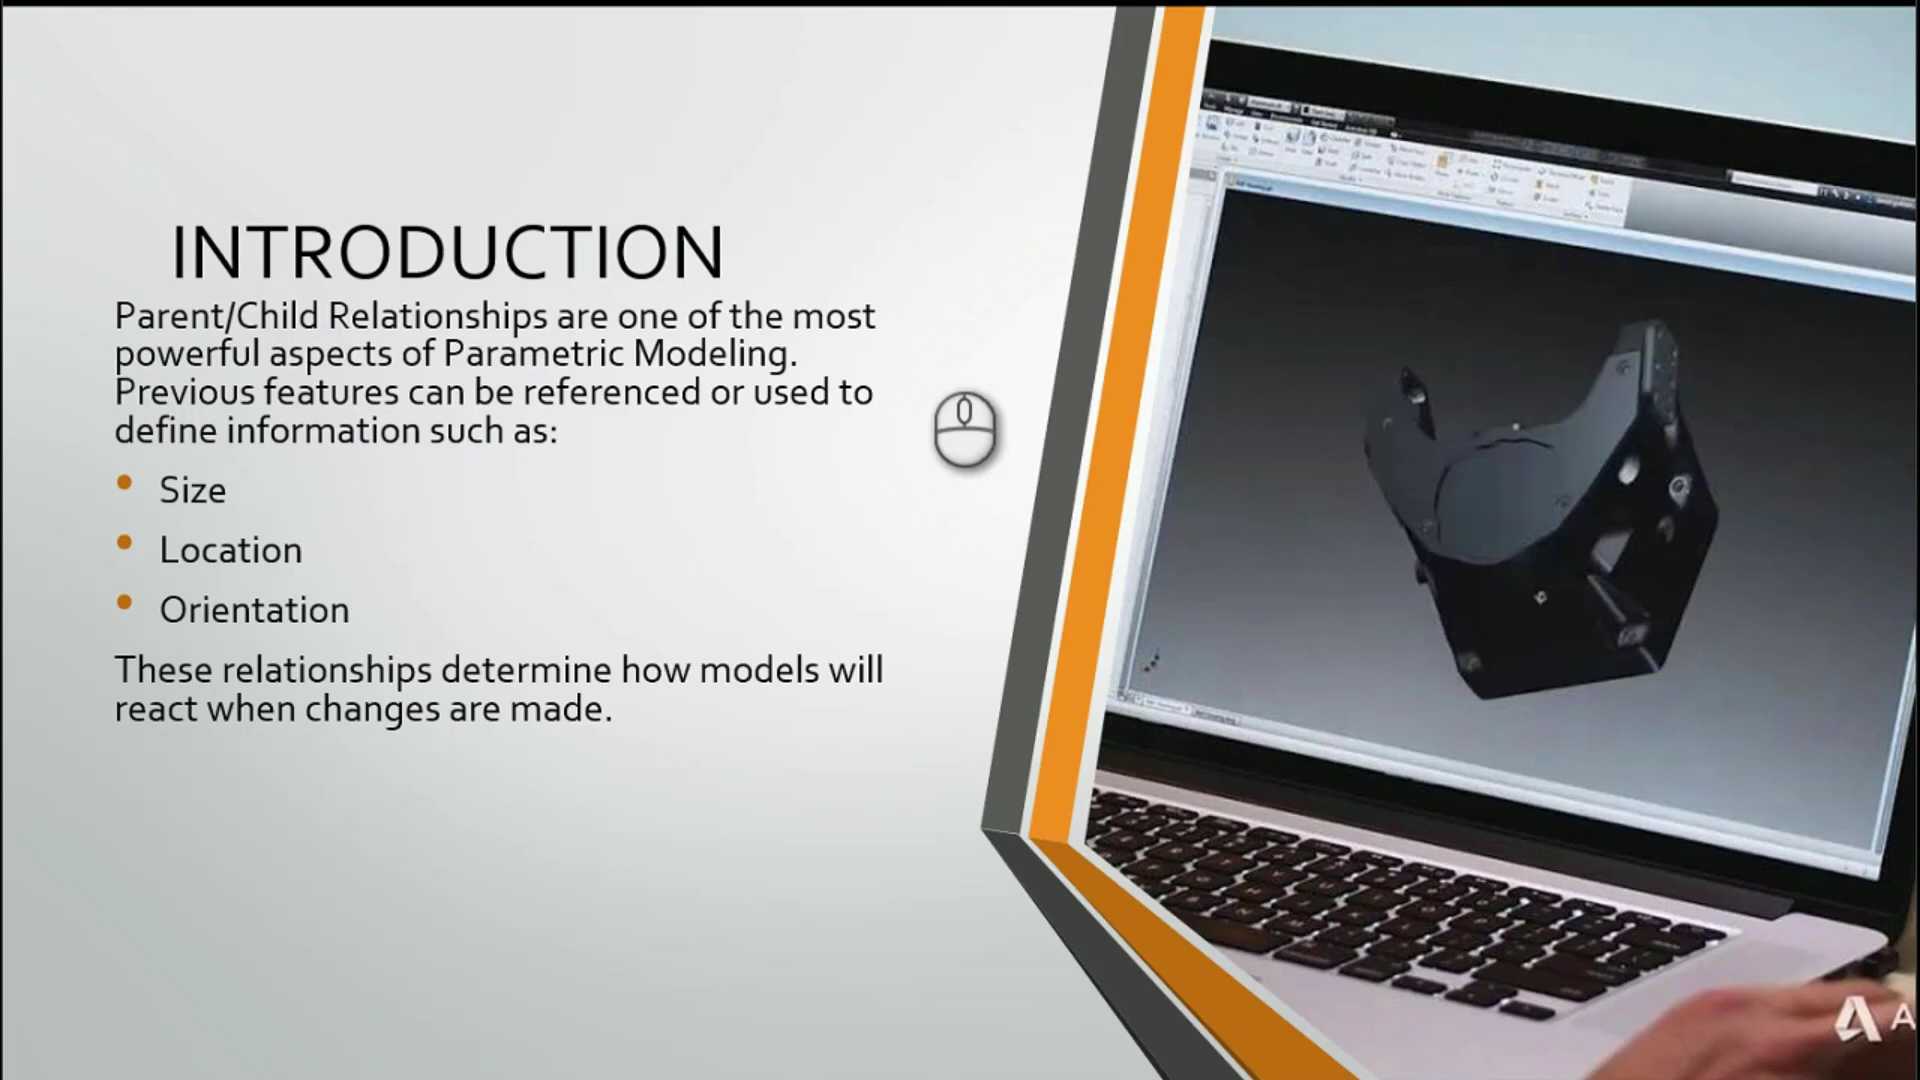 INTRODUCTION
Parent/Child Relationships are one of the most
powerful aspects of Parametric Modeling.
Previous features can be referenced or used to
define information such as:
• Size
• Location
• Orientation
These relationships determine how models will
react when changes are made.